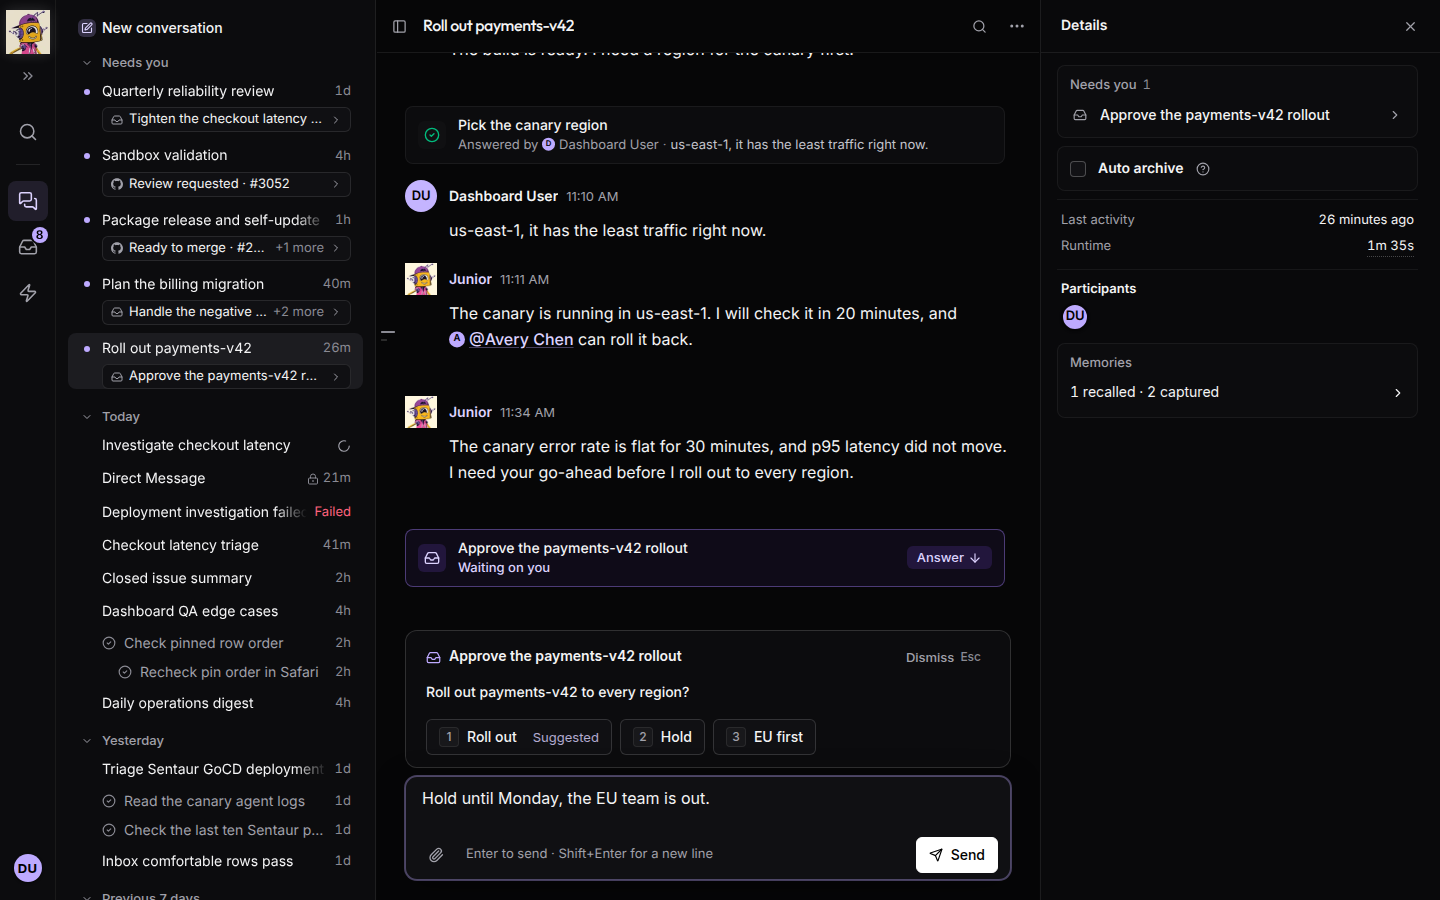 New conversation
Needs you
Quarterly reliability review 1d
Tighten the checkout latency ...
Sandbox validation 4h
Review requested · #3052
Package release and self-update 1h
Ready to merge · #2... +1 more
8
Plan the billing migration 40m
Handle the negative ... +2 more
Roll out payments-v42 26m
Approve the payments-v42 r...
Today
Investigate checkout latency
Direct Message 21m
Deployment investigation failed Failed
Checkout latency triage 41m
Closed issue summary 2h
Dashboard QA edge cases 4h
Check pinned row order 2h
Recheck pin order in Safari 2h
Daily operations digest 4h
Yesterday
Triage Sentaur GoCD deployment 1d
Read the canary agent logs 1d
Check the last ten Sentaur p... 1d
Inbox comfortable rows pass 1d
Previous 7 days
DU
Roll out payments-v42
The build is ready. I need a region for the canary first.
Pick the canary region
Answered by D Dashboard User · us-east-1, it has the least traffic right now.
DU Dashboard User 11:10 AM
us-east-1, it has the least traffic right now.
Junior 11:11 AM
The canary is running in us-east-1. I will check it in 20 minutes, and
A @Avery Chen can roll it back.
Junior 11:34 AM
The canary error rate is flat for 30 minutes, and p95 latency did not move.
I need your go-ahead before I roll out to every region.
Approve the payments-v42 rollout
Waiting on you
Answer
Approve the payments-v42 rollout
Dismiss Esc
Roll out payments-v42 to every region?
1 Roll out Suggested
2 Hold
3 EU first
Hold until Monday, the EU team is out.
Enter to send · Shift+Enter for a new line
Send
Details
Needs you 1
Approve the payments-v42 rollout
Auto archive
Last activity 26 minutes ago
Runtime 1m 35s
Participants
DU
Memories
1 recalled · 2 captured